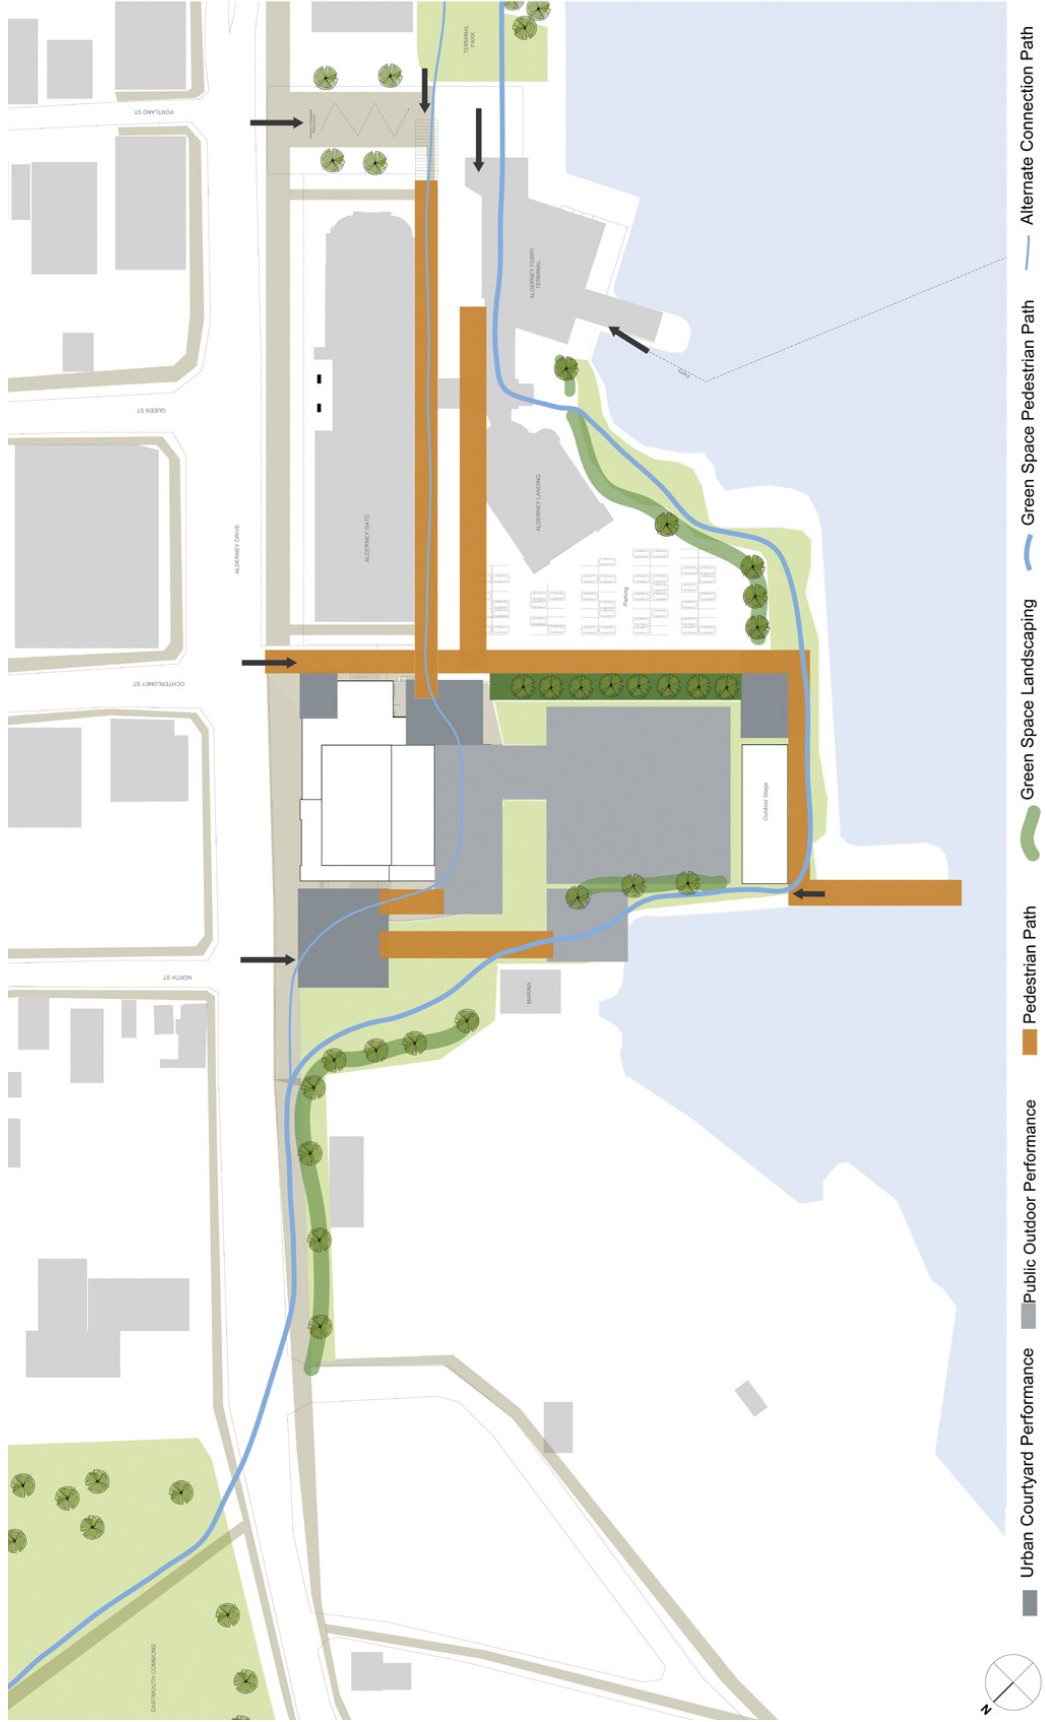 TERMINAL
PARK
PORTLAND ST.
ALDERNEY FERRY
TERMINAL
Ferry
QUEEN ST
ALDERNEY DRIVE
ALDERNEY GATE
ALDERNEY LANDING
Parking
OCHTERLONEY ST.
Outdoor Stage
NORTH ST
MARINA
DARTMOUTH COMMONS
N
Urban Courtyard Performance
Public Outdoor Performance
Pedestrian Path
Green Space Landscaping
Green Space Pedestrian Path
Alternate Connection Path